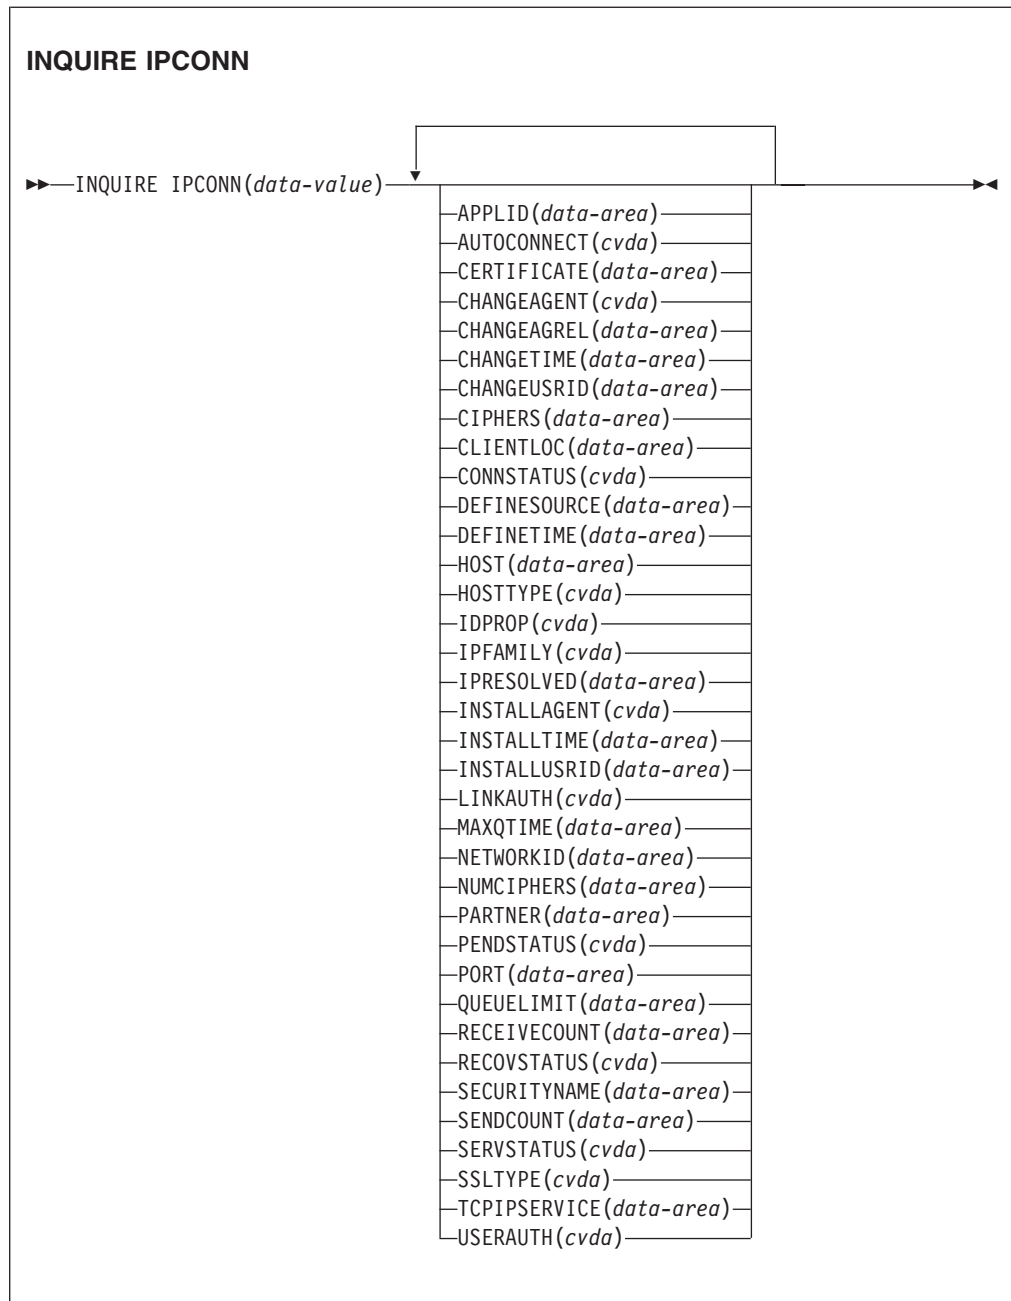 INQUIRE IPCONN
INQUIRE IPCONN(data-value)
APPLID(data-area)
AUTOCONNECT(cvda)
CERTIFICATE(data-area)
CHANGEAGENT(cvda)
CHANGEAGREL(data-area)
CHANGETIME(data-area)
CHANGEUSRID(data-area)
CIPHERS(data-area)
CLIENTLOC(data-area)
CONNSTATUS(cvda)
DEFINESOURCE(data-area)
DEFINETIME(data-area)
HOST(data-area)
HOSTTYPE(cvda)
IDPROP(cvda)
IPFAMILY(cvda)
IPRESOLVED(data-area)
INSTALLAGENT(cvda)
INSTALLTIME(data-area)
INSTALLUSRID(data-area)
LINKAUTH(cvda)
MAXQTIME(data-area)
NETWORKID(data-area)
NUMCIPHERS(data-area)
PARTNER(data-area)
PENDSTATUS(cvda)
PORT(data-area)
QUEUELIMIT(data-area)
RECEIVECOUNT(data-area)
RECOVSTATUS(cvda)
SECURITYNAME(data-area)
SENDCOUNT(data-area)
SERVSTATUS(cvda)
SSLTYPE(cvda)
TCPIPSERVICE(data-area)
USERAUTH(cvda)